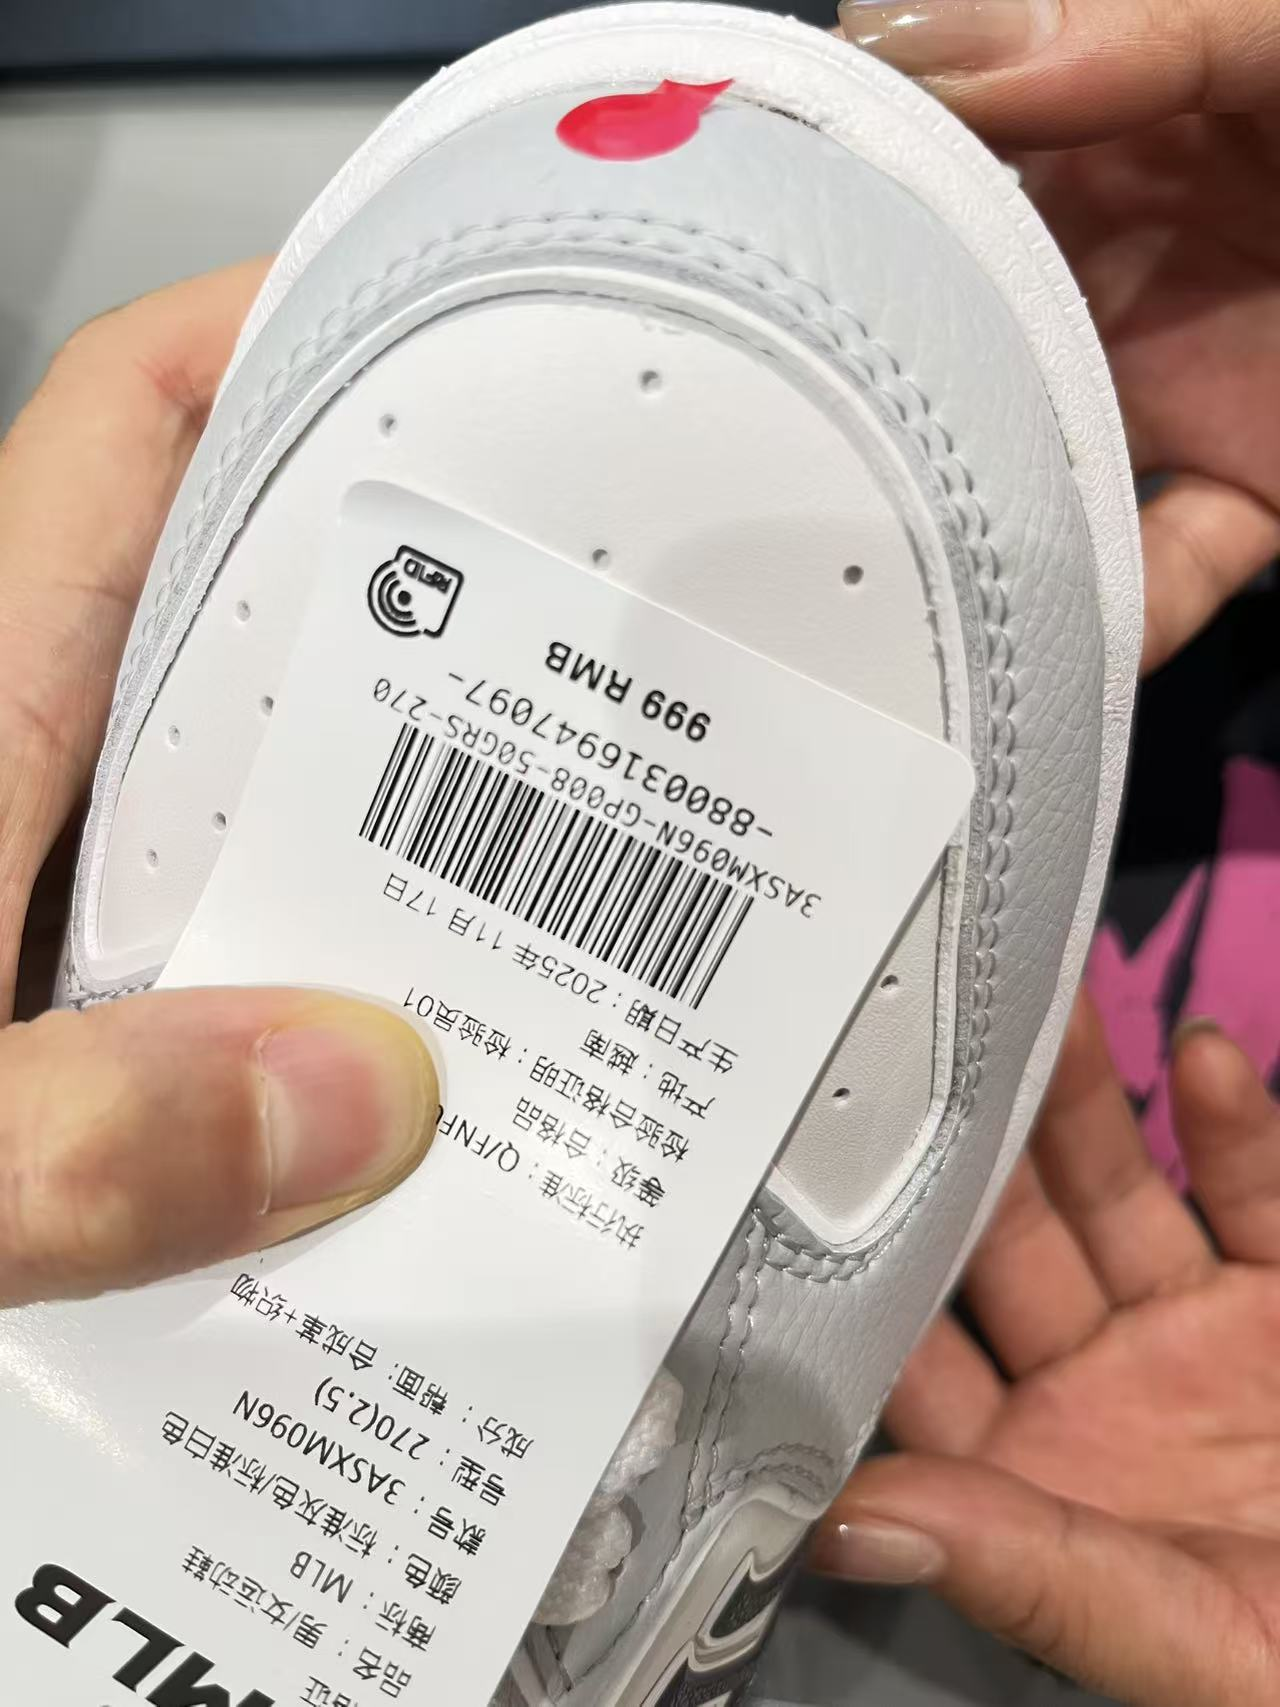 MLB
格证
品名：男/女运动鞋
商标：MLB
颜色：标准灰色/标准白色
款号：3ASXM096N
号型：270(2.5)
成分：帮面：合成革+织物
执行标准：Q/FNF
等级：合格品
检验合格证明：检验员01
产地：越南
生产日期：2025年11月17日
3ASXM096N-GP008-50GRS-270
-8800316947097-
999 RMB
RFID